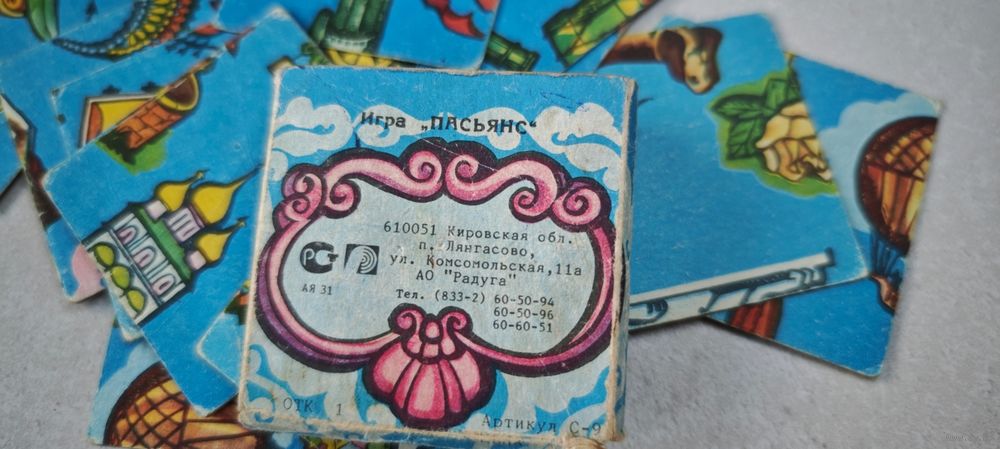 Игра „ПАСЬЯНС“
610051 Кировская обл.
п. Лянгасово,
ул. Комсомольская,11а
АО "Радуга"
РСТ
АЯ 31
Тел. (833-2) 60-50-94
60-50-96
60-60-51
ОТК 1
Артикул С-9